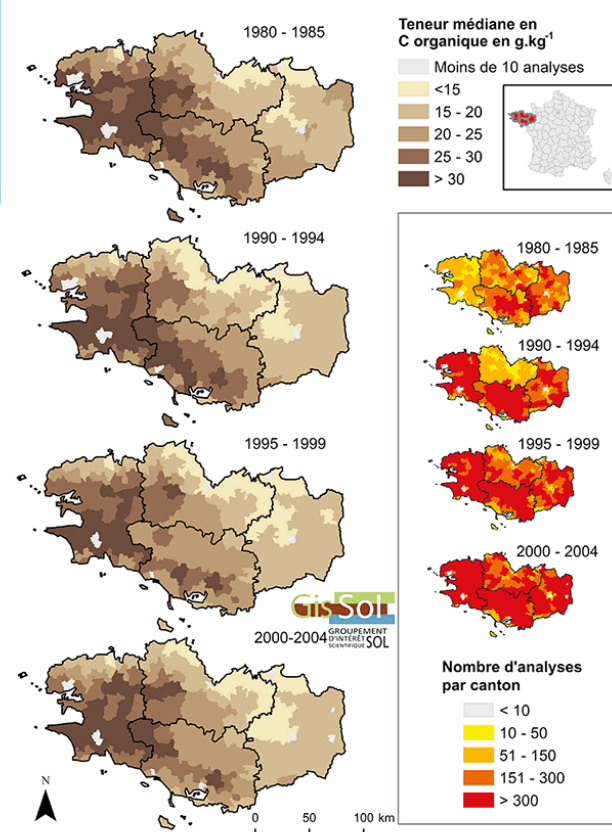 1980 - 1985
1990 - 1994
1995 - 1999
2000-2004
GisSol
GROUPEMENT
D'INTÉRÊT
SCIENTIFIQUE SOL
N
0 50 100 km
Teneur médiane en
C organique en g.kg-1
Moins de 10 analyses
<15
15 - 20
20 - 25
25 - 30
> 30
1980 - 1985
1990 - 1994
1995 - 1999
2000 - 2004
Nombre d'analyses
par canton
< 10
10 - 50
51 - 150
151 - 300
> 300